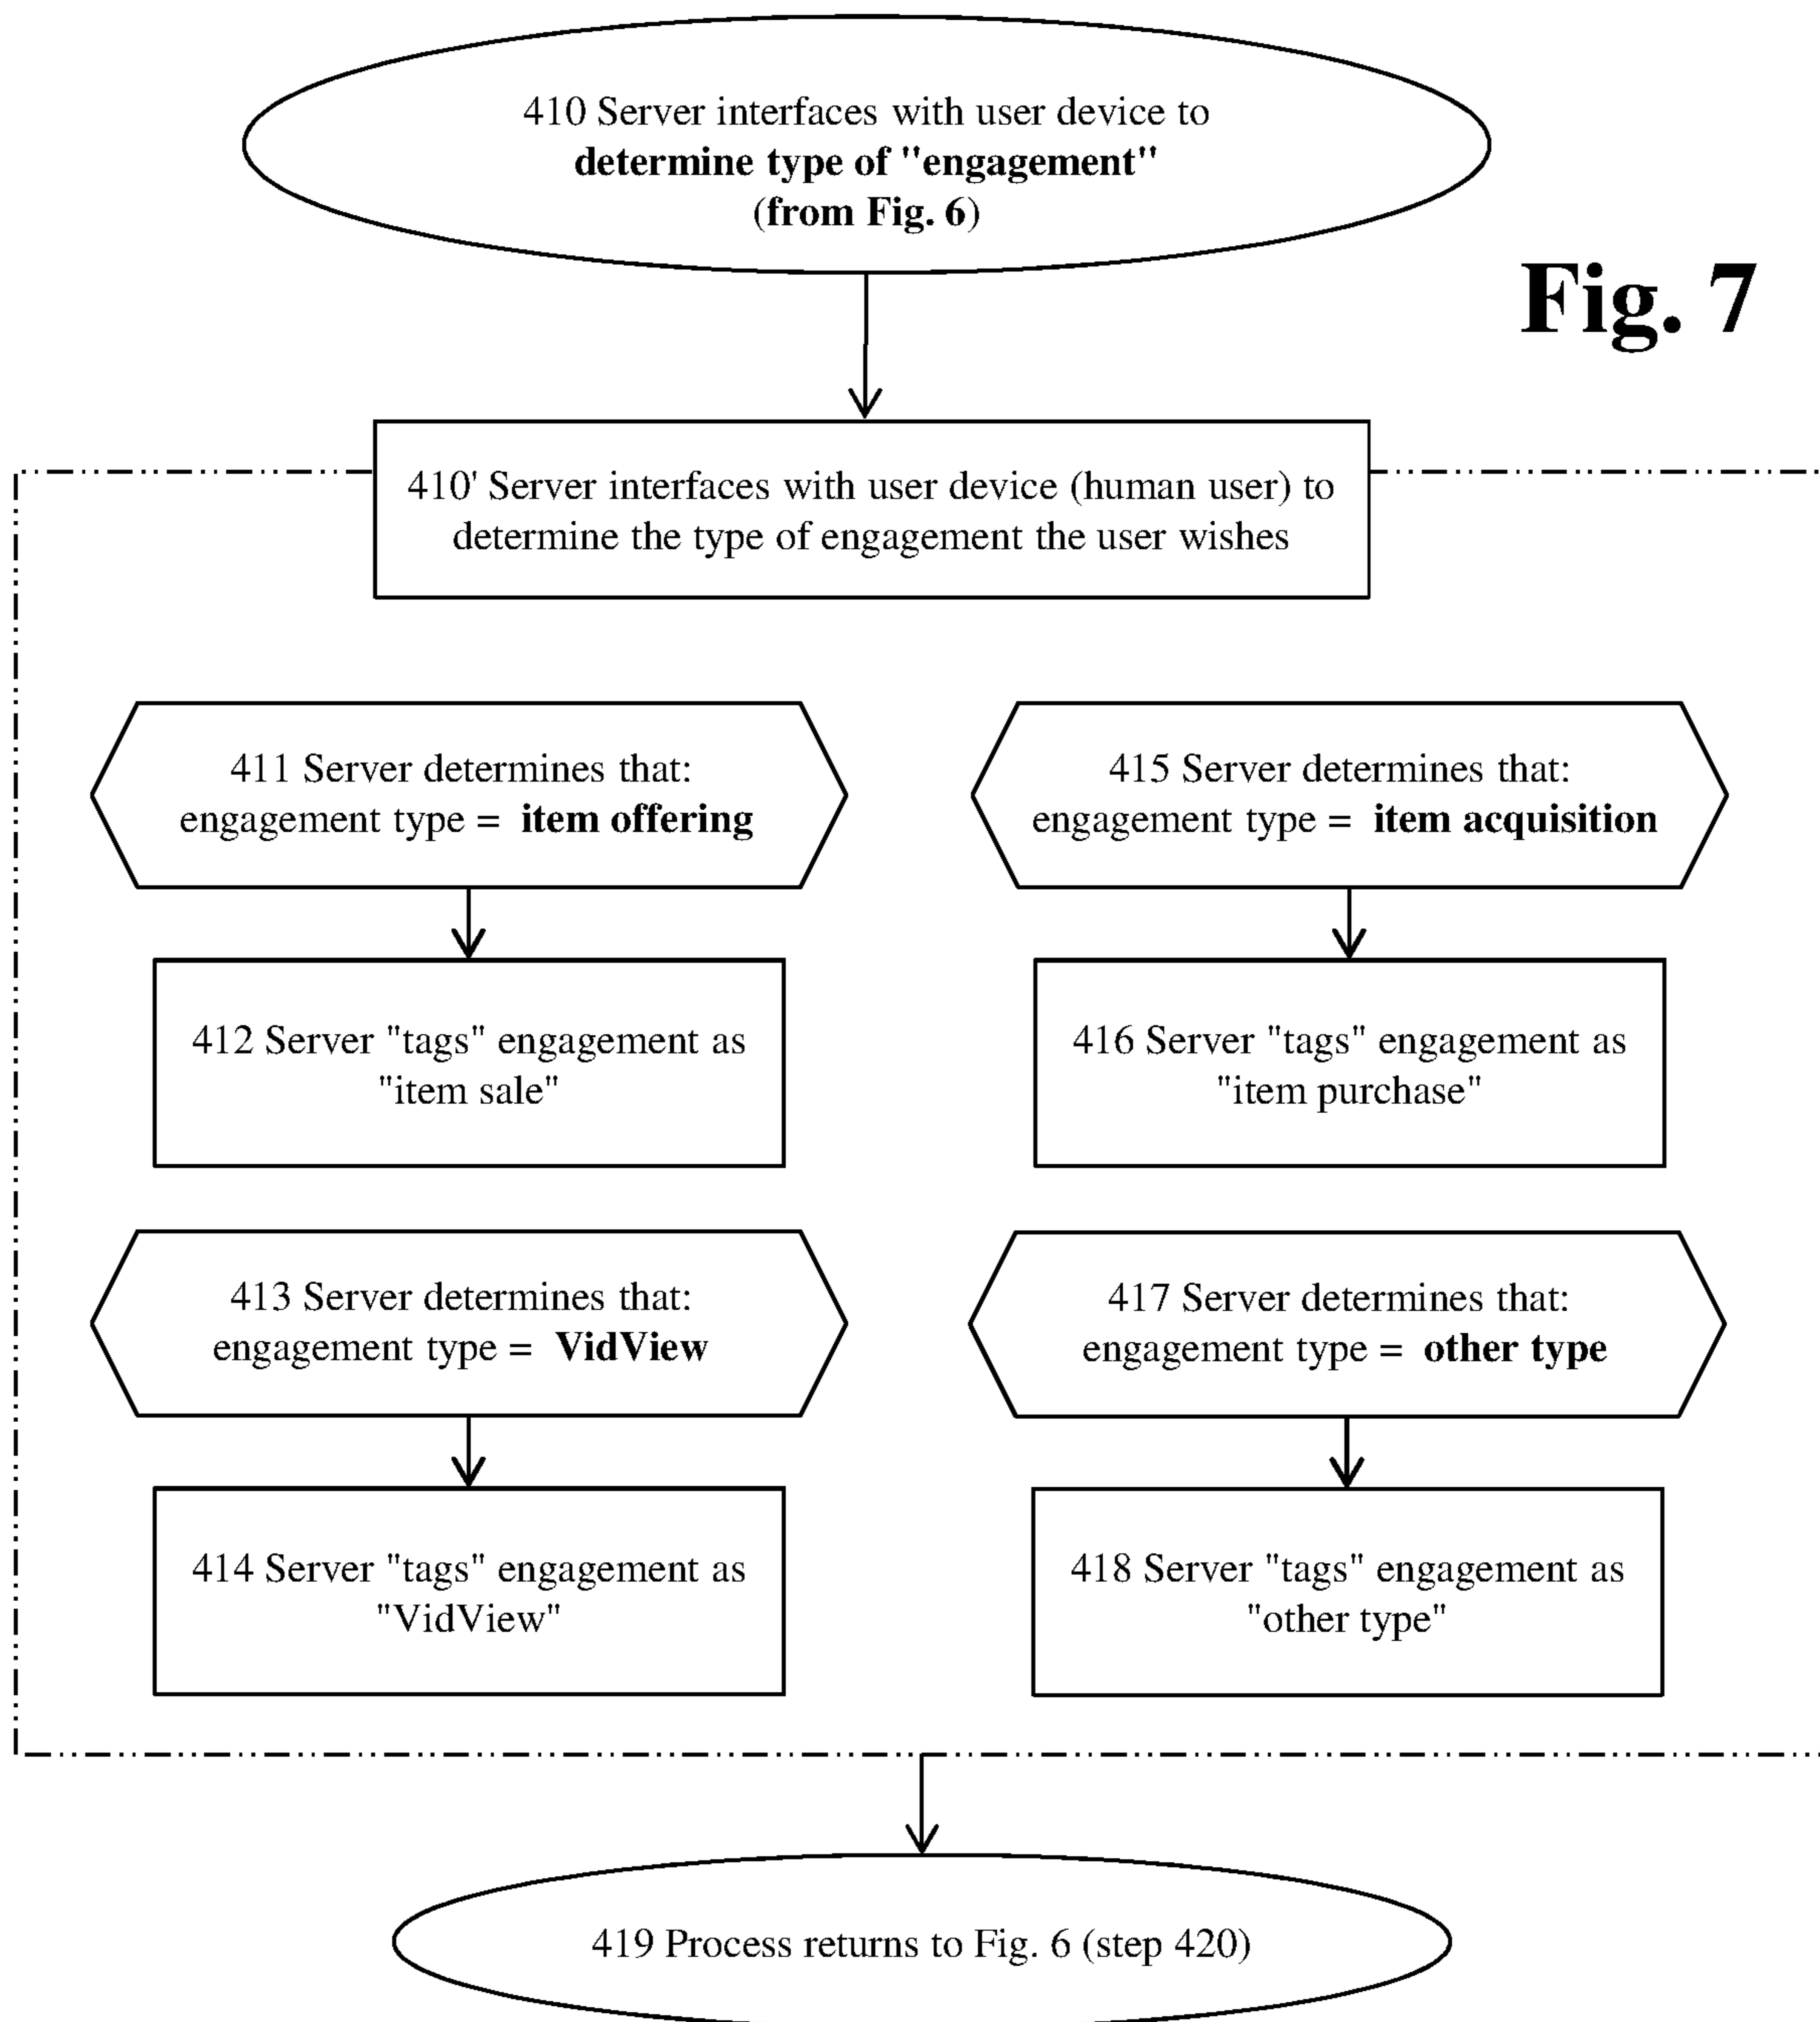 410 Server interfaces with user device to
determine type of "engagement"
(from Fig. 6)
Fig. 7
410' Server interfaces with user device (human user) to
determine the type of engagement the user wishes
411 Server determines that:
engagement type = item offering
415 Server determines that:
engagement type = item acquisition
412 Server "tags" engagement as
"item sale"
416 Server "tags" engagement as
"item purchase"
413 Server determines that:
engagement type = VidView
417 Server determines that:
engagement type = other type
414 Server "tags" engagement as
"VidView"
418 Server "tags" engagement as
"other type"
419 Process returns to Fig. 6 (step 420)